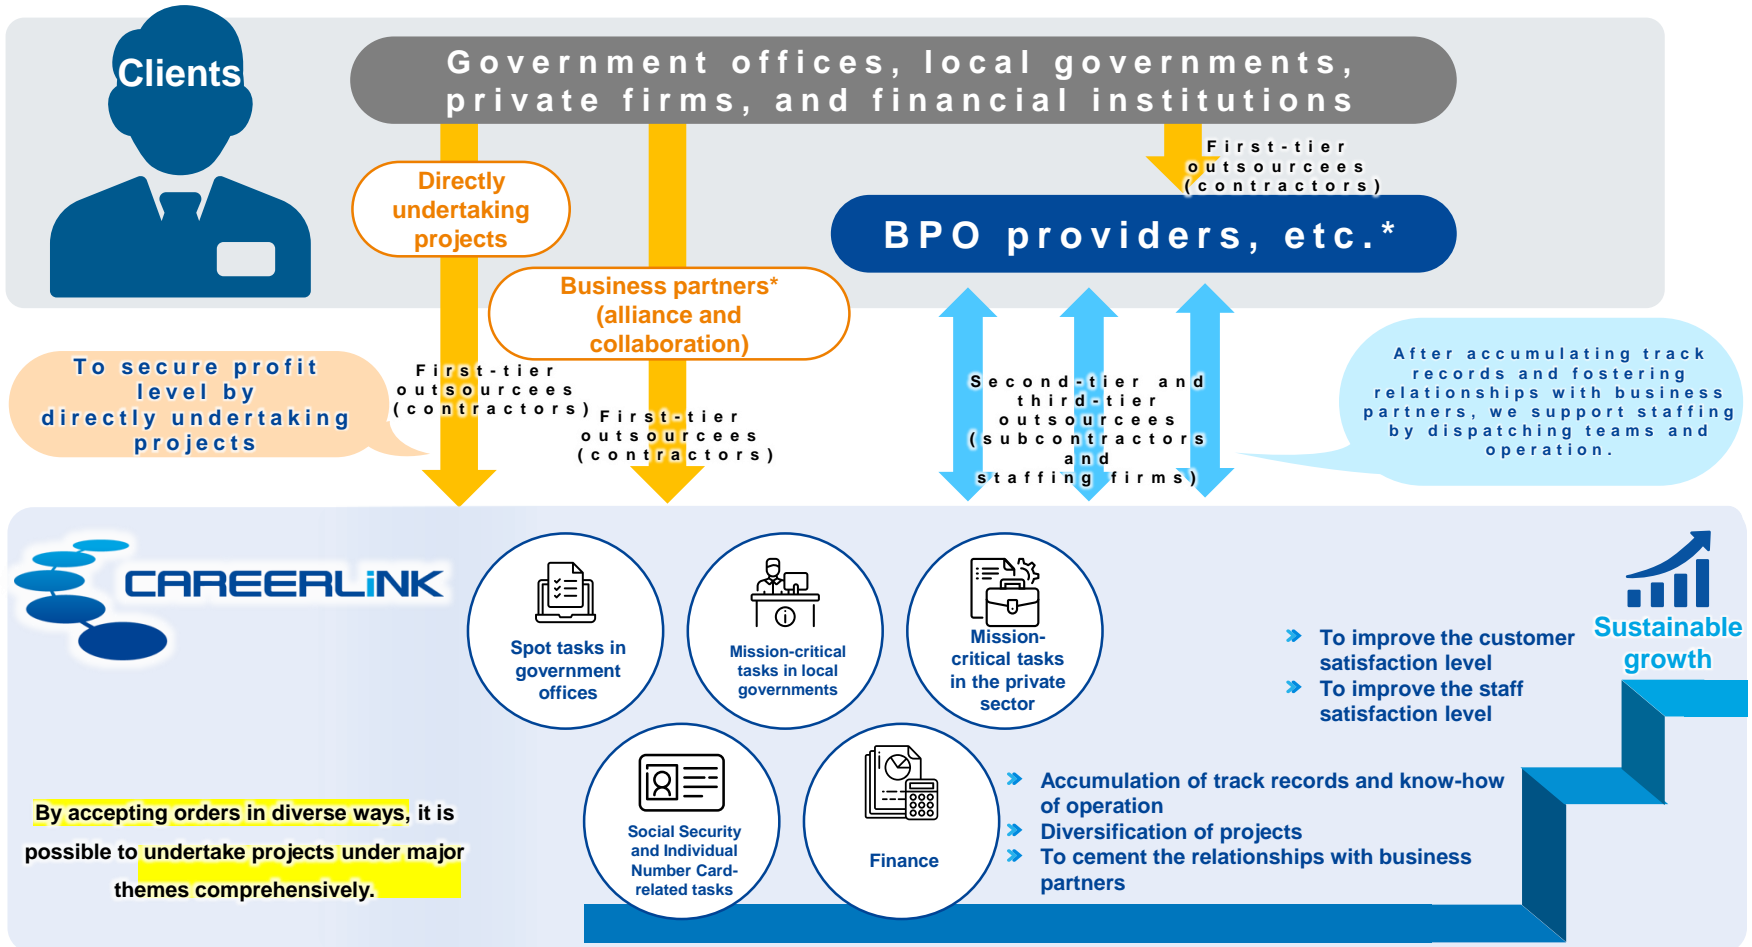 Clients
Government offices, local governments,
private firms, and financial institutions
First-tier
outsourcees
(contractors)
Directly
undertaking
projects
BPO providers, etc.*
Business partners*
(alliance and
collaboration)
To secure profit
level by
directly undertaking
projects
First-tier
outsourcees
(contractors)
First-tier
outsourcees
(contractors)
Second-tier and
third-tier
outsourcees
(subcontractors
and
staffing firms)
After accumulating track
records and fostering
relationships with business
partners, we support staffing
by dispatching teams and
operation.
CAREERLiNK
Spot tasks in
government
offices
Mission-critical
tasks in local
governments
Mission-
critical tasks
in the private
sector
To improve the customer
satisfaction level
To improve the staff
satisfaction level
Sustainable
growth
Social Security
and Individual
Number Card-
related tasks
Finance
Accumulation of track records and know-how
of operation
Diversification of projects
To cement the relationships with business
partners
By accepting orders in diverse ways, it is
possible to undertake projects under major
themes comprehensively.